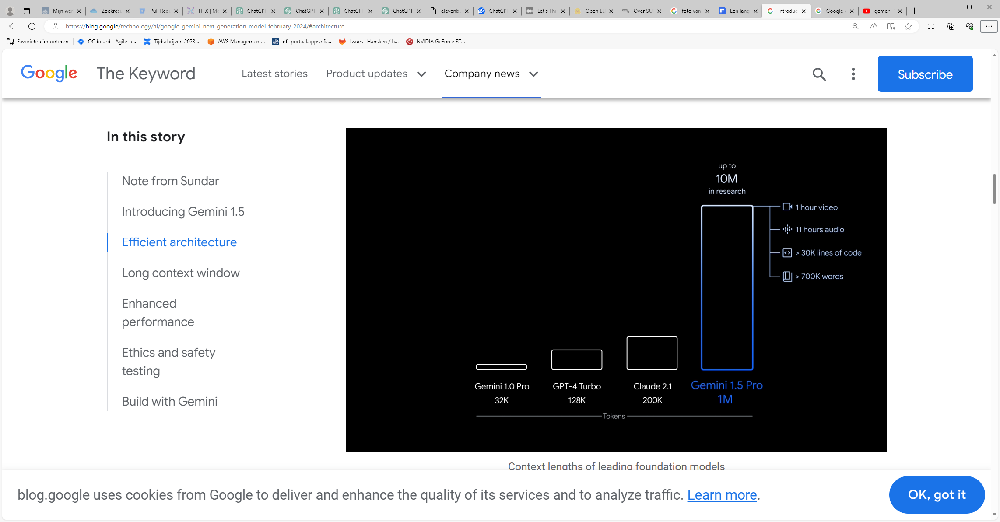 Mijn wer
Zoekresu
Pull Requ
HTX | Ma
ChatGPT
ChatGPT
ChatGPT
ChatGPT
elevenbu
ChatGPT
Let's Thin
Open LL
Over SU
foto van
Een lang
Introduc
Google A
gemeni
https://blog.google/technology/ai/google-gemini-next-generation-model-february-2024/#architecture
Favorieten importeren
OC board - Agile-b...
Tijdschrijven 2023,...
AWS Management...
nfi-portaal.apps.nfi....
Issues · Hansken / h...
NVIDIA GeForce RT...
Google The Keyword
Latest stories
Product updates
Company news
Subscribe
In this story
Note from Sundar
Introducing Gemini 1.5
Efficient architecture
Long context window
Enhanced
performance
Ethics and safety
testing
Build with Gemini
up to
10M
in research
1 hour video
11 hours audio
> 30K lines of code
> 700K words
Gemini 1.0 Pro
32K
GPT-4 Turbo
128K
Claude 2.1
200K
Gemini 1.5 Pro
1M
Tokens
Context lengths of leading foundation models
blog.google uses cookies from Google to deliver and enhance the quality of its services and to analyze traffic. Learn more.
OK, got it